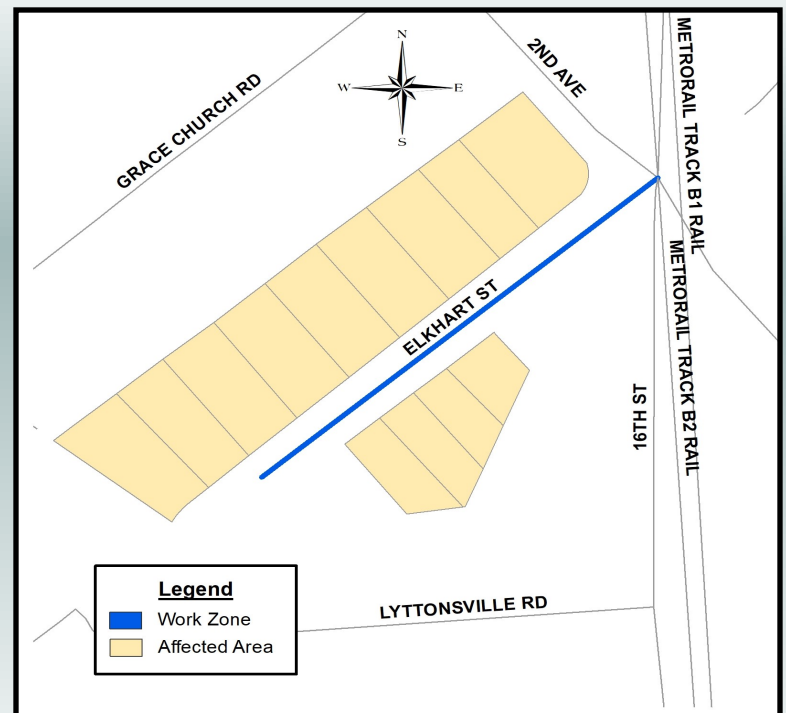 GRACE CHURCH RD
N
W
E
S
2ND AVE
METRORAIL TRACK B1 RAIL
METRORAIL TRACK B2 RAIL
ELKHART ST
16TH ST
LYTTONSVILLE RD
Legend
Work Zone
Affected Area